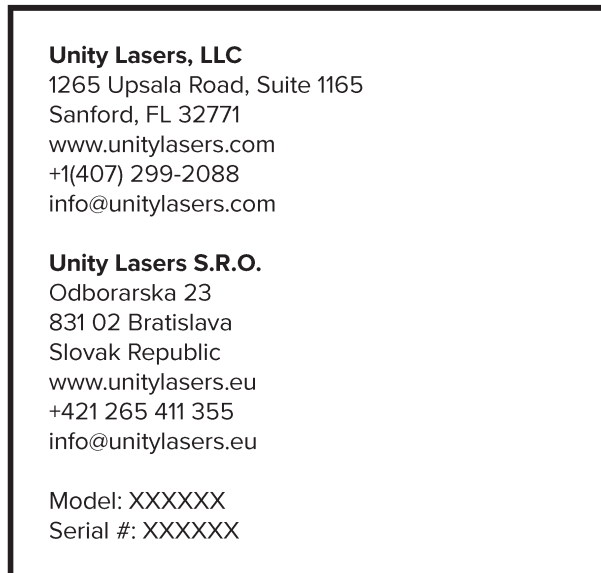 Unity Lasers, LLC
1265 Upsala Road, Suite 1165
Sanford, FL 32771
www.unitylasers.com
+1(407) 299-2088
info@unitylasers.com
Unity Lasers S.R.O.
Odborarska 23
831 02 Bratislava
Slovak Republic
www.unitylasers.eu
+421 265 411 355
info@unitylasers.eu
Model: XXXXXX
Serial #: XXXXXX